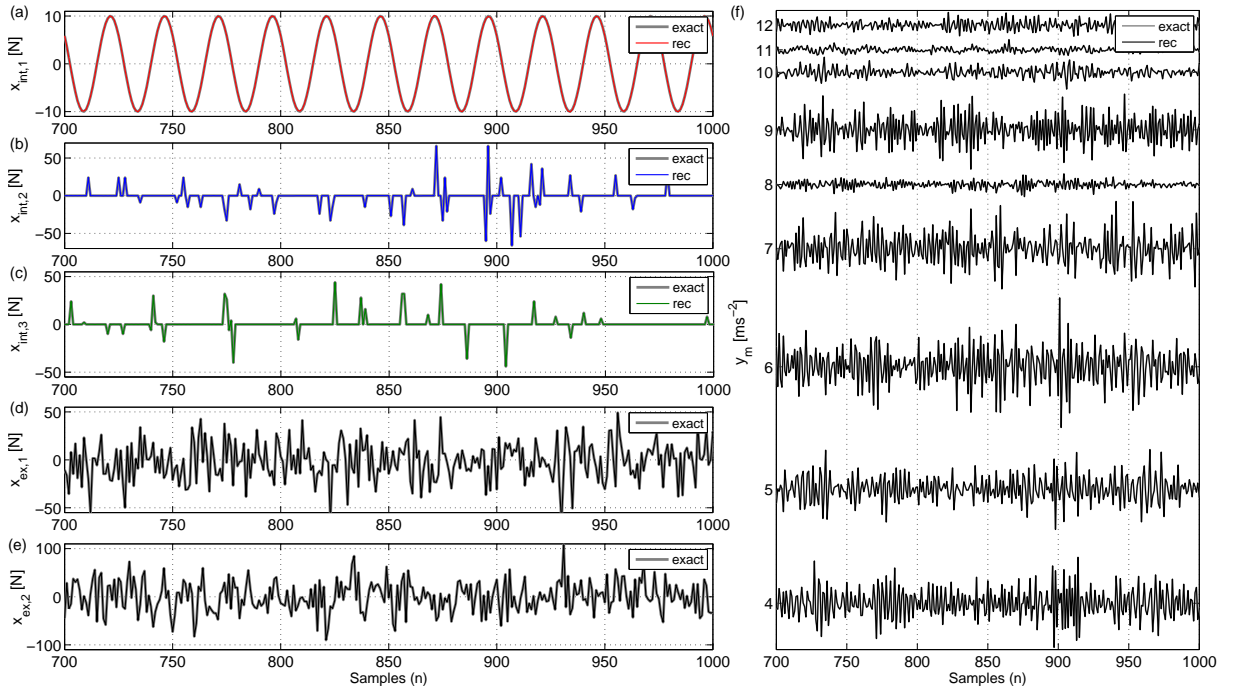 (a)
x_int,1 [N]
10
0
−10
exact
rec
700 750 800 850 900 950 1000
(b)
x_int,2 [N]
50
0
−50
exact
rec
700 750 800 850 900 950 1000
(c)
x_int,3 [N]
50
0
−50
exact
rec
700 750 800 850 900 950 1000
(d)
x_ex,1 [N]
50
0
−50
exact
700 750 800 850 900 950 1000
(e)
x_ex,2 [N]
100
0
−100
exact
700 750 800 850 900 950 1000
Samples (n)
(f)
y_m [ms⁻²]
12
11
10
9
8
7
6
5
4
exact
rec
700 750 800 850 900 950 1000
Samples (n)